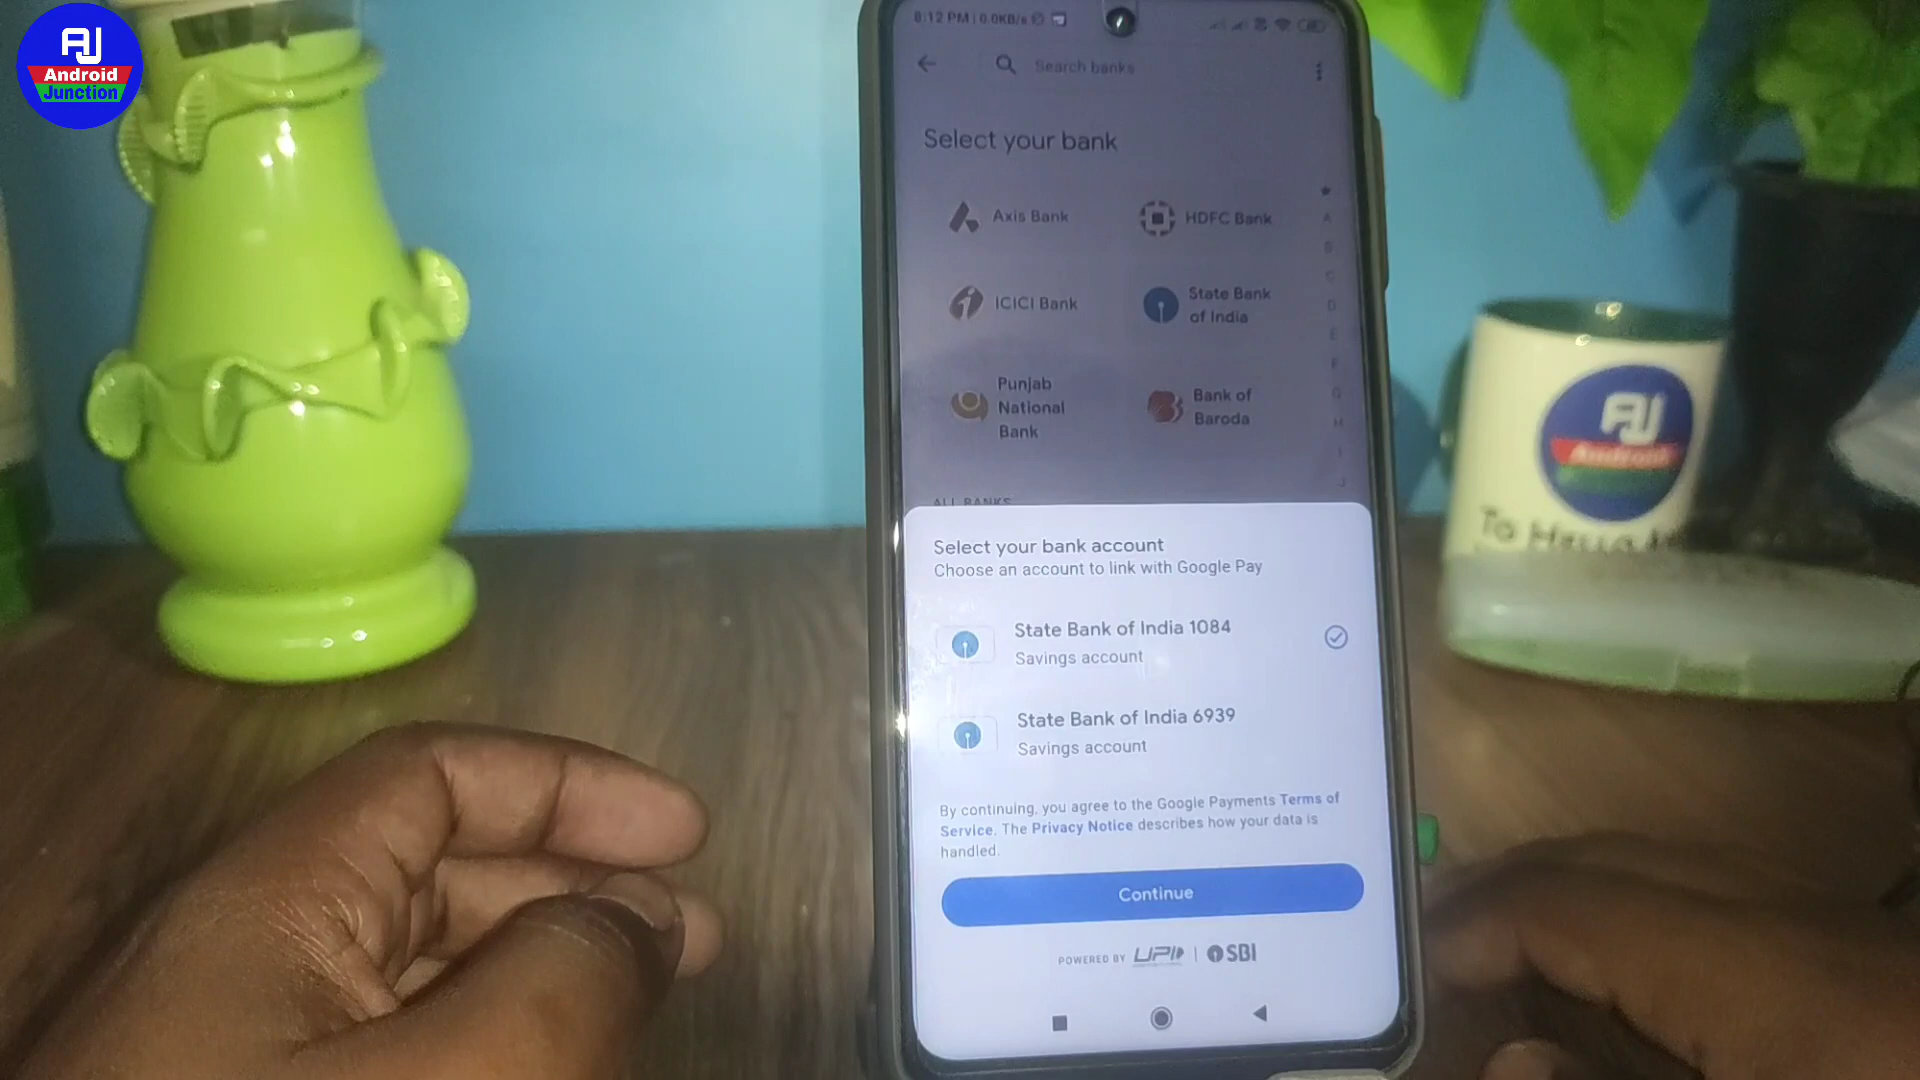 AJ
Android
Junction
8:12 PM | 0.0KB/s
Search banks
Select your bank
Axis Bank
HDFC Bank
ICICI Bank
State Bank
of India
Punjab
National
Bank
Bank of
Baroda
ALL BANKS
Select your bank account
Choose an account to link with Google Pay
State Bank of India 1084
Savings account
State Bank of India 6939
Savings account
By continuing, you agree to the Google Payments Terms of
Service. The Privacy Notice describes how your data is
handled.
Continue
POWERED BY UPI | SBI
AJ
Android
To